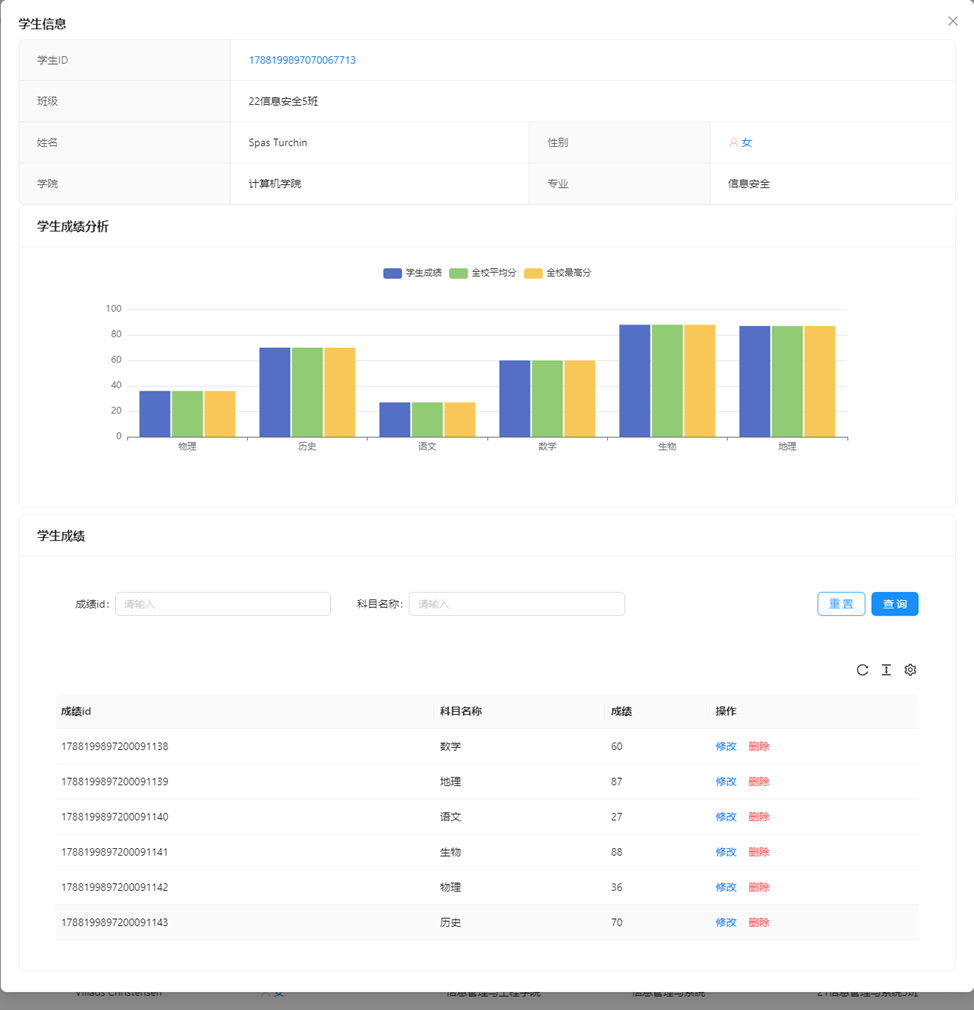 学生信息
学生ID 1788199897070067713
班级 22信息安全5班
姓名 Spas Turchin 性别 女
学院 计算机学院 专业 信息安全
学生成绩分析
学生成绩 全校平均分 全校最高分
100
80
60
40
20
0
物理 历史 语文 数学 生物 地理
学生成绩
成绩id: 请输入 科目名称: 请输入 重 置 查 询
成绩id 科目名称 成绩 操作
1788199897200091138 数学 60 修改 删除
1788199897200091139 地理 87 修改 删除
1788199897200091140 语文 27 修改 删除
1788199897200091141 生物 88 修改 删除
1788199897200091142 物理 36 修改 删除
1788199897200091143 历史 70 修改 删除